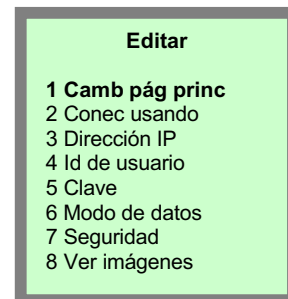 Editar
1 Camb pág princ
2 Conec usando
3 Dirección IP
4 Id de usuario
5 Clave
6 Modo de datos
7 Seguridad
8 Ver imágenes